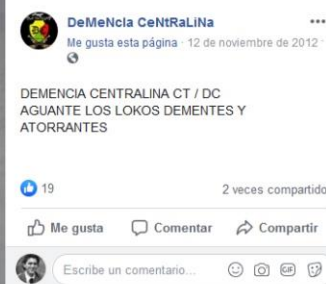 DeMeNcIa CeNtRaLiNa
Me gusta esta página · 12 de noviembre de 2012 ·
DEMENCIA CENTRALINA CT / DC
AGUANTE LOS LOKOS DEMENTES Y
ATORRANTES
19
2 veces compartido
Me gusta
Comentar
Compartir
Escribe un comentario...
GIF